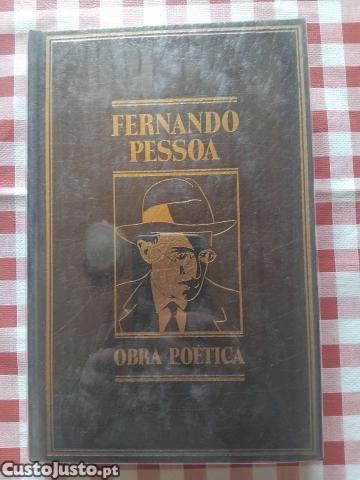 FERNANDO
PESSOA
OBRA POÉTICA
CustoJusto.pt